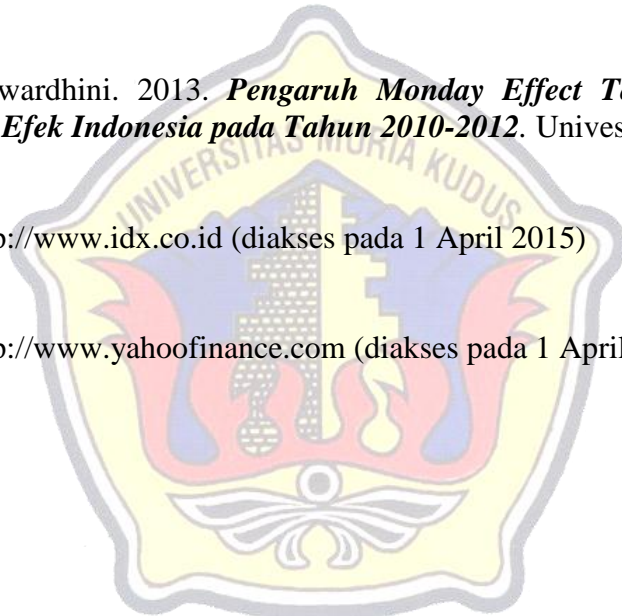 wardhini. 2013. Pengaruh Monday Effect T
Efek Indonesia pada Tahun 2010-2012. Unives
UNIVERSITAS MURIA KUDUS
p://www.idx.co.id (diakses pada 1 April 2015)
p://www.yahoofinance.com (diakses pada 1 April